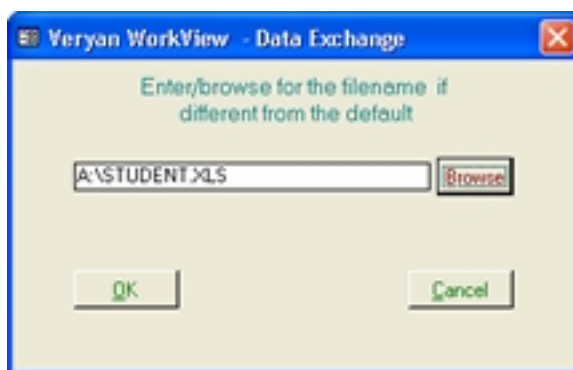 Veryan WorkView - Data Exchange
Enter/browse for the filename if
different from the default
A:\STUDENT.XLS
Browse
OK
Cancel